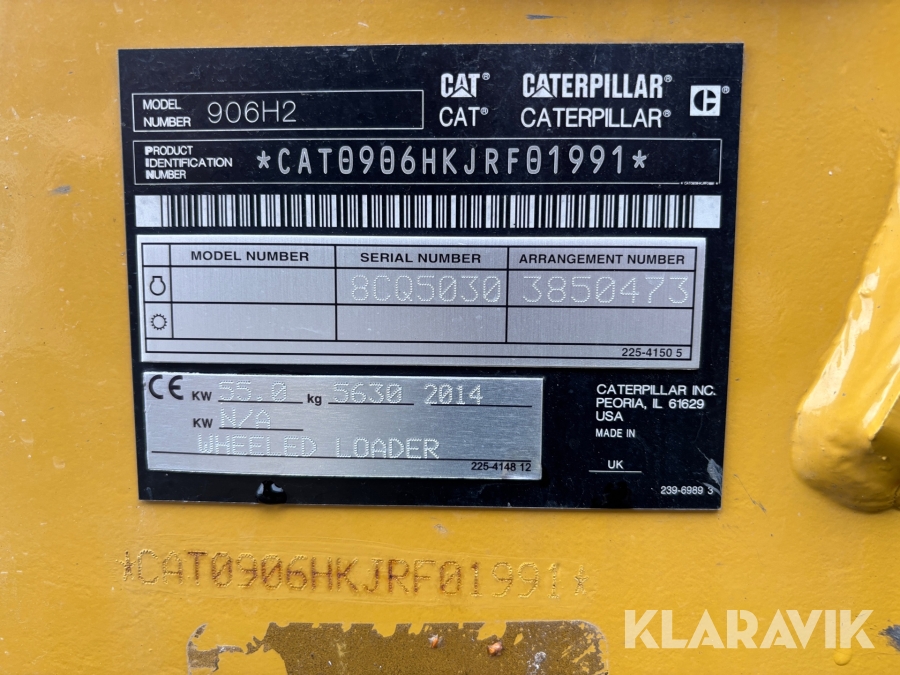 CAT® CATERPILLAR®
CAT® CATERPILLAR®
MODEL NUMBER 906H2
PRODUCT IDENTIFICATION NUMBER *CAT0906HKJRF01991*
MODEL NUMBER SERIAL NUMBER ARRANGEMENT NUMBER
8CQ5030 3850473
225-4150 5
CE KW 55.0 kg 5630 2014
KW N/A
WHEELED LOADER
225-4148 12
CATERPILLAR INC.
PEORIA, IL 61629
USA
MADE IN
UK
239-6989 3
*CAT0906HKJRF01991*
KLARAVIK